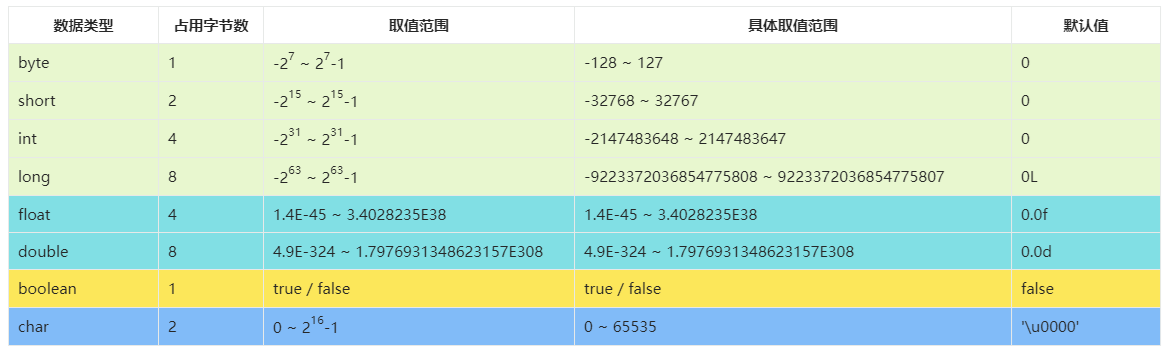 数据类型 占用字节数 取值范围 具体取值范围 默认值
byte 1 -2^7 ~ 2^7-1 -128 ~ 127 0
short 2 -2^15 ~ 2^15-1 -32768 ~ 32767 0
int 4 -2^31 ~ 2^31-1 -2147483648 ~ 2147483647 0
long 8 -2^63 ~ 2^63-1 -9223372036854775808 ~ 9223372036854775807 0L
float 4 1.4E-45 ~ 3.4028235E38 1.4E-45 ~ 3.4028235E38 0.0f
double 8 4.9E-324 ~ 1.7976931348623157E308 4.9E-324 ~ 1.7976931348623157E308 0.0d
boolean 1 true / false true / false false
char 2 0 ~ 2^16-1 0 ~ 65535 '\u0000'